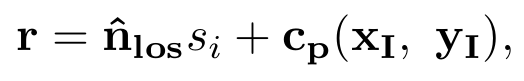 r = n̂_los s_i + c_p(x_I, y_I),